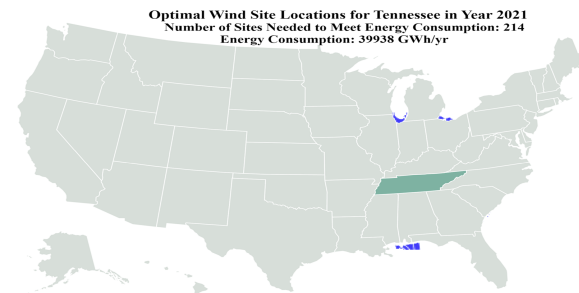 Optimal Wind Site Locations for Tennessee in Year 2021
Number of Sites Needed to Meet Energy Consumption: 214
Energy Consumption: 39938 GWh/yr